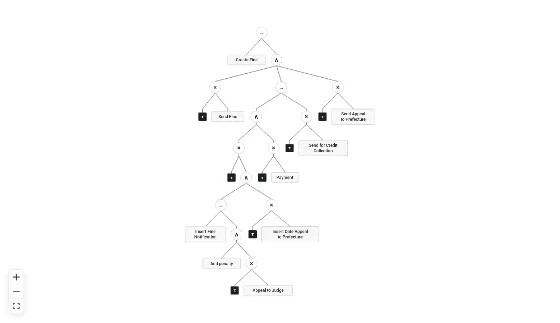 →
Create Fine
∧
×
→
×
τ
Send Fine
∧
×
τ
Send Appeal
to Prefecture
×
×
τ
Send for Credit
Collection
τ
∧
τ
Payment
→
×
Insert Fine
Notification
∧
τ
Insert Date Appeal
to Prefecture
Add penalty
×
τ
Appeal to Judge